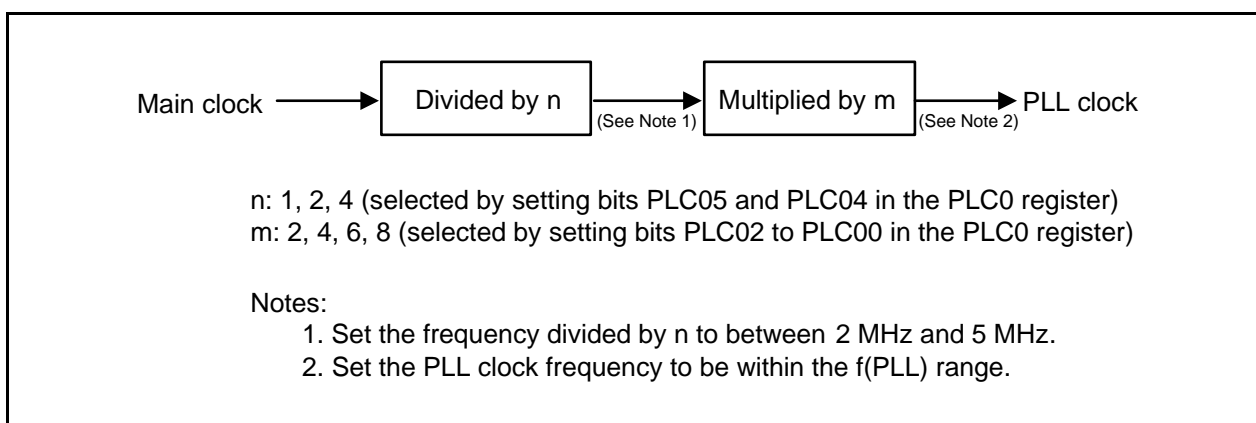 Main clock
Divided by n
(See Note 1)
Multiplied by m
(See Note 2)
PLL clock
n: 1, 2, 4 (selected by setting bits PLC05 and PLC04 in the PLC0 register)
m: 2, 4, 6, 8 (selected by setting bits PLC02 to PLC00 in the PLC0 register)
Notes:
1. Set the frequency divided by n to between 2 MHz and 5 MHz.
2. Set the PLL clock frequency to be within the f(PLL) range.